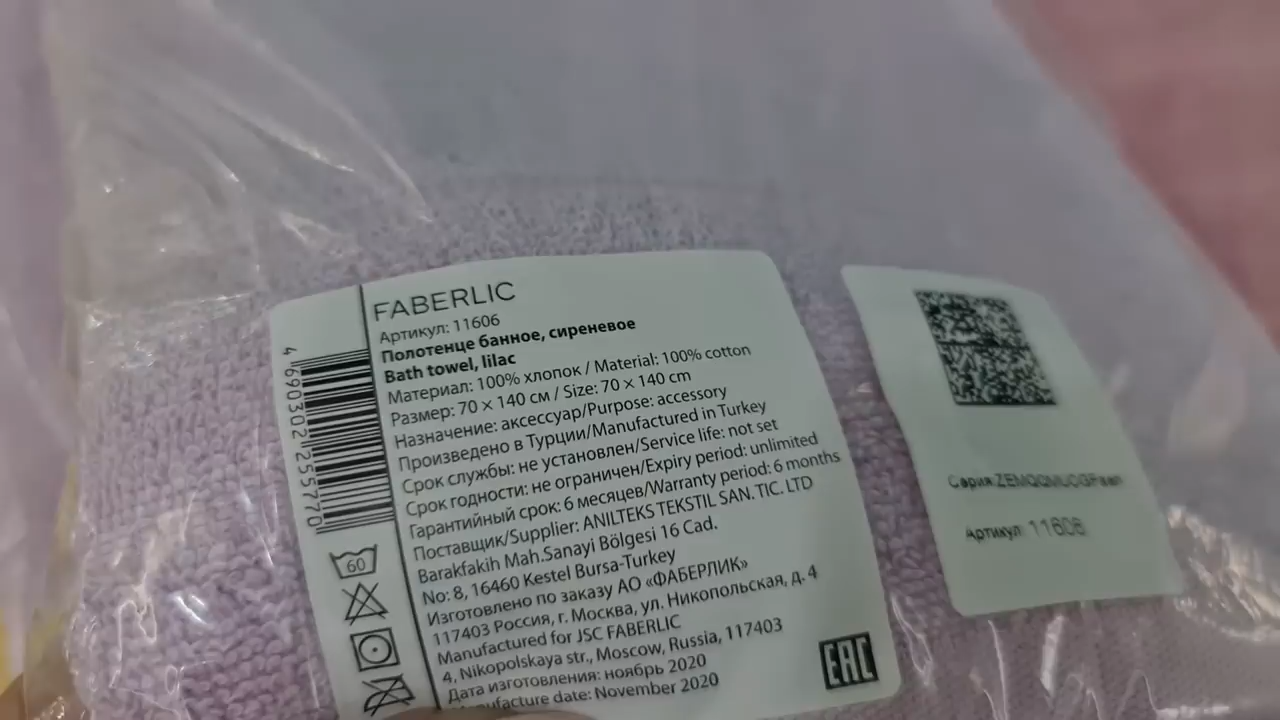 FABERLIC
Артикул: 11606
Полотенце банное, сиреневое
Bath towel, lilac
Материал: 100% хлопок / Material: 100% cotton
Размер: 70 × 140 см / Size: 70 × 140 cm
Назначение: аксессуар/Purpose: accessory
Произведено в Турции/Manufactured in Turkey
Срок службы: не установлен/Service life: not set
Срок годности: не ограничен/Expiry period: unlimited
Гарантийный срок: 6 месяцев/Warranty period: 6 months
Поставщик/Supplier: ANILTEKS TEKSTIL SAN. TIC. LTD
Barakfakih Mah.Sanayi Bölgesi 16 Cad.
No: 8, 16460 Kestel Bursa-Turkey
Изготовлено по заказу АО «ФАБЕРЛИК»
117403 Россия, г. Москва, ул. Никопольская, д. 4
Manufactured for JSC FABERLIC
4, Nikopolskaya str., Moscow, Russia, 117403
Дата изготовления: ноябрь 2020
Manufacture date: November 2020
4 690302 255770
60
EAC
Серия:
Артикул: 11606